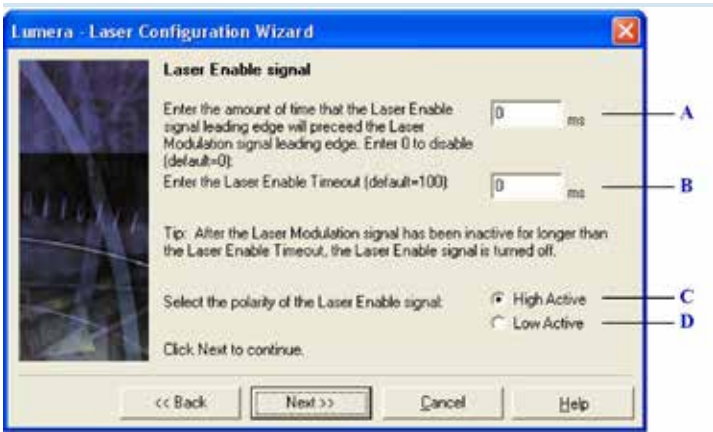 Lumera - Laser Configuration Wizard
Laser Enable signal
Enter the amount of time that the Laser Enable
signal leading edge will preceed the Laser
Modulation signal leading edge. Enter 0 to disable
(default=0):
0 ms
A
Enter the Laser Enable Timeout (default=100):
0 ms
B
Tip: After the Laser Modulation signal has been inactive for longer than
the Laser Enable Timeout, the Laser Enable signal is turned off.
Select the polarity of the Laser Enable signal:
High Active
C
Low Active
D
Click Next to continue.
<< Back Next >> Cancel Help